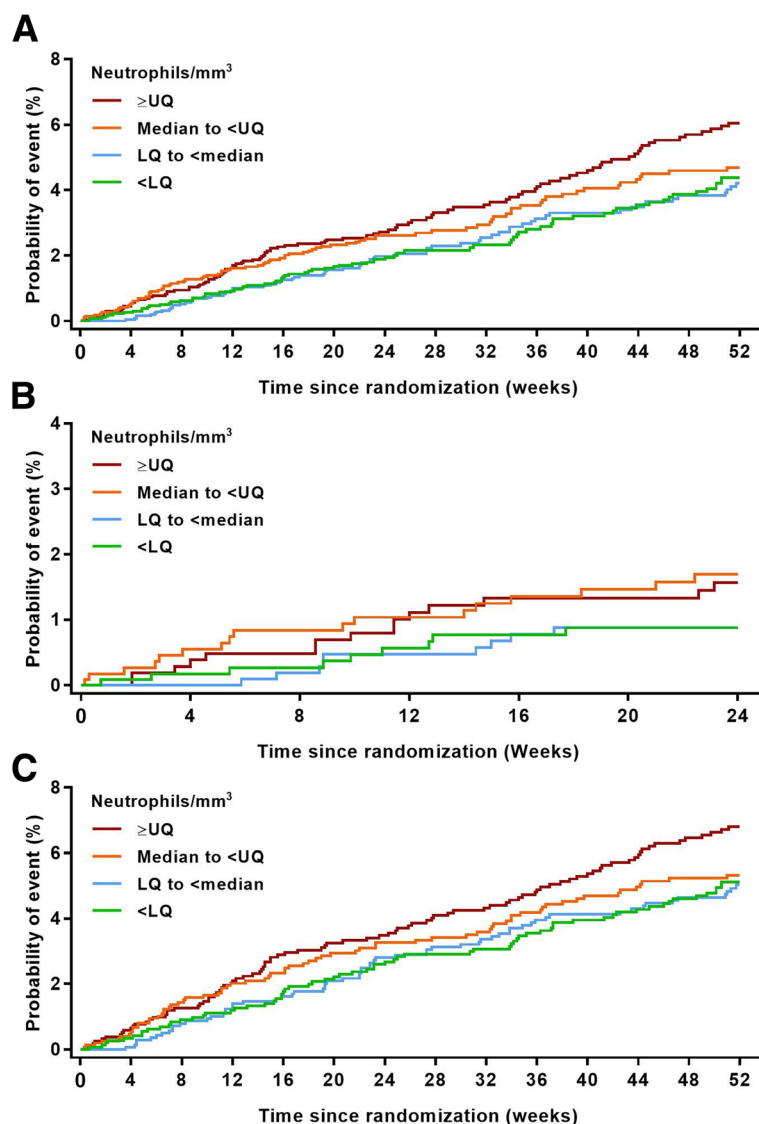 A
Probability of event (%)
8
6
4
2
0
Neutrophils/mm³
≥UQ
Median to <UQ
LQ to <median
<LQ
0 4 8 12 16 20 24 28 32 36 40 44 48 52
Time since randomization (weeks)
B
Probability of event (%)
4
3
2
1
0
Neutrophils/mm³
≥UQ
Median to <UQ
LQ to <median
<LQ
0 4 8 12 16 20 24
Time since randomization (Weeks)
C
Probability of event (%)
8
6
4
2
0
Neutrophils/mm³
≥UQ
Median to <UQ
LQ to <median
<LQ
0 4 8 12 16 20 24 28 32 36 40 44 48 52
Time since randomization (weeks)